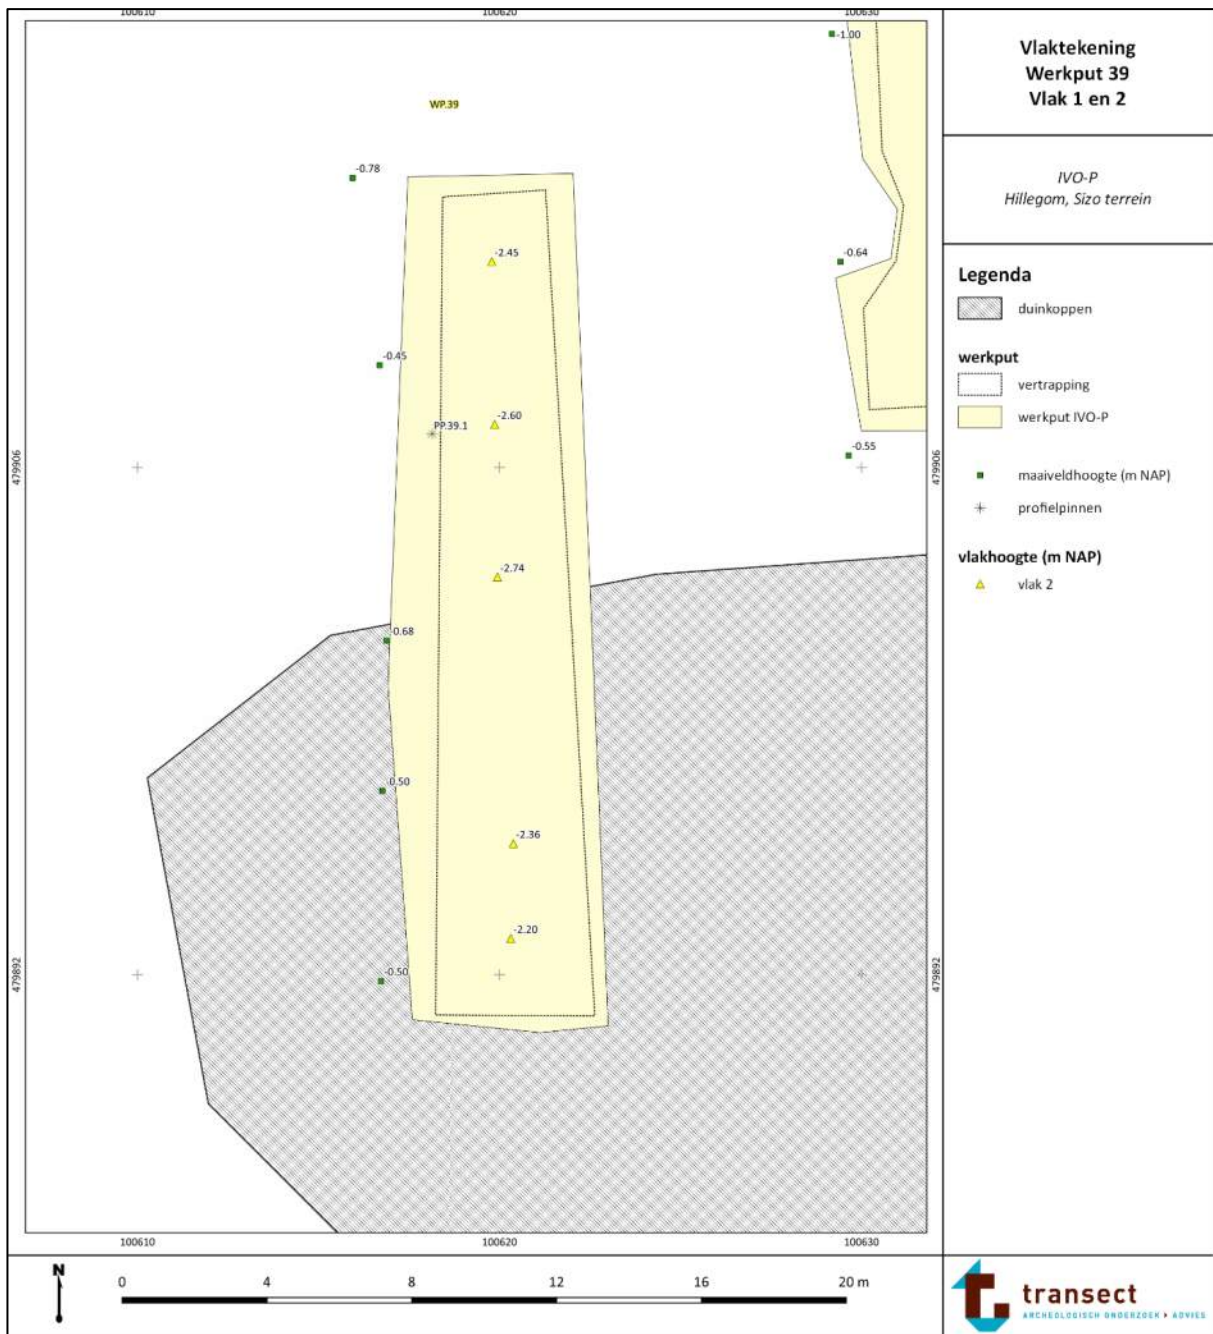 100610
100620
100630
-1.00
WP.39
-0.78
-2.45
-0.64
-0.45
-2.60
PP.39.1
-0.55
479906
479906
-2.74
-0.68
-0.50
-2.36
-2.20
-0.50
479892
479892
100610
100620
100630
Vlaktekening
Werkput 39
Vlak 1 en 2
IVO-P
Hillegom, Sizo terrein
Legenda
duinkoppen
werkput
vertrapping
werkput IVO-P
maaiveldhoogte (m NAP)
profielpinnen
vlakhoogte (m NAP)
vlak 2
N
0 4 8 12 16 20 m
transect
ARCHEOLOGISCH ONDERZOEK ▸ ADVIES